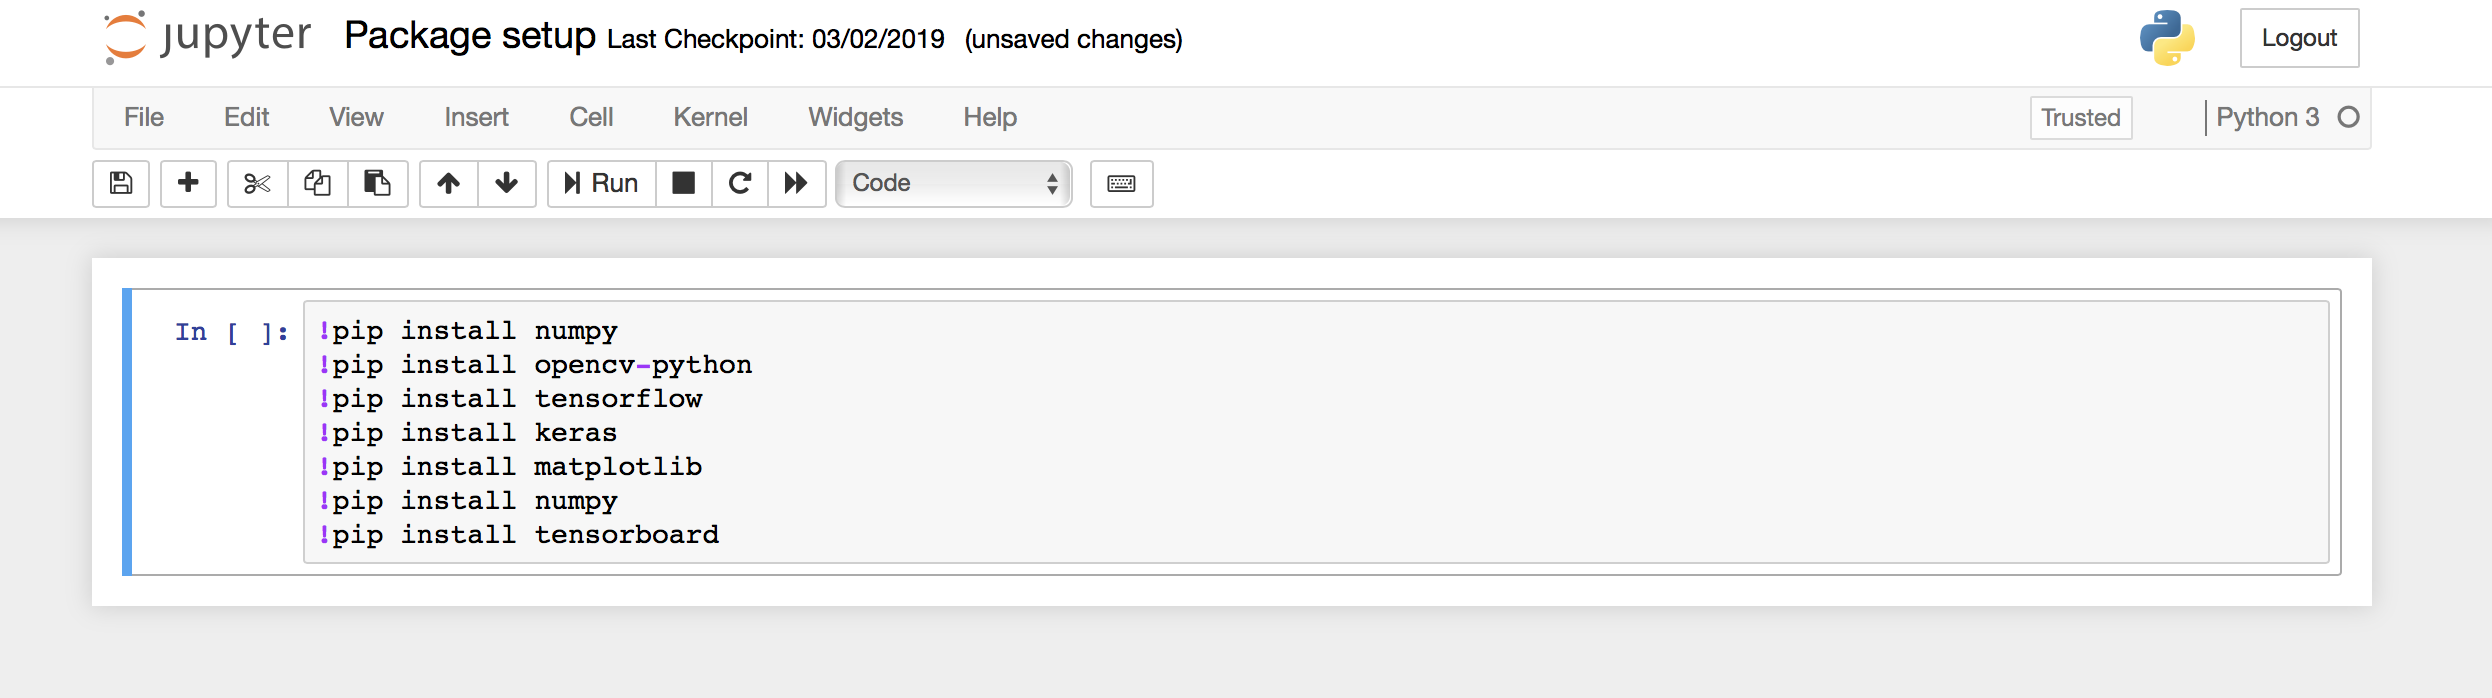 jupyter Package setup Last Checkpoint: 03/02/2019 (unsaved changes) Logout
File Edit View Insert Cell Kernel Widgets Help Trusted Python 3
Run Code
In [ ]: !pip install numpy
!pip install opencv-python
!pip install tensorflow
!pip install keras
!pip install matplotlib
!pip install numpy
!pip install tensorboard